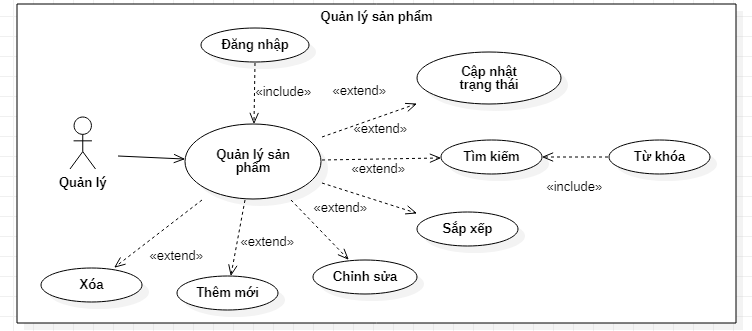 Quản lý sản phẩm
Đăng nhập
«include»
«extend»
Cập nhật
trạng thái
«extend»
Quản lý
Quản lý sản
phẩm
Tìm kiếm
Từ khóa
«extend»
«include»
«extend»
Sắp xếp
«extend»
«extend»
Xóa
Thêm mới
Chỉnh sửa
«extend»